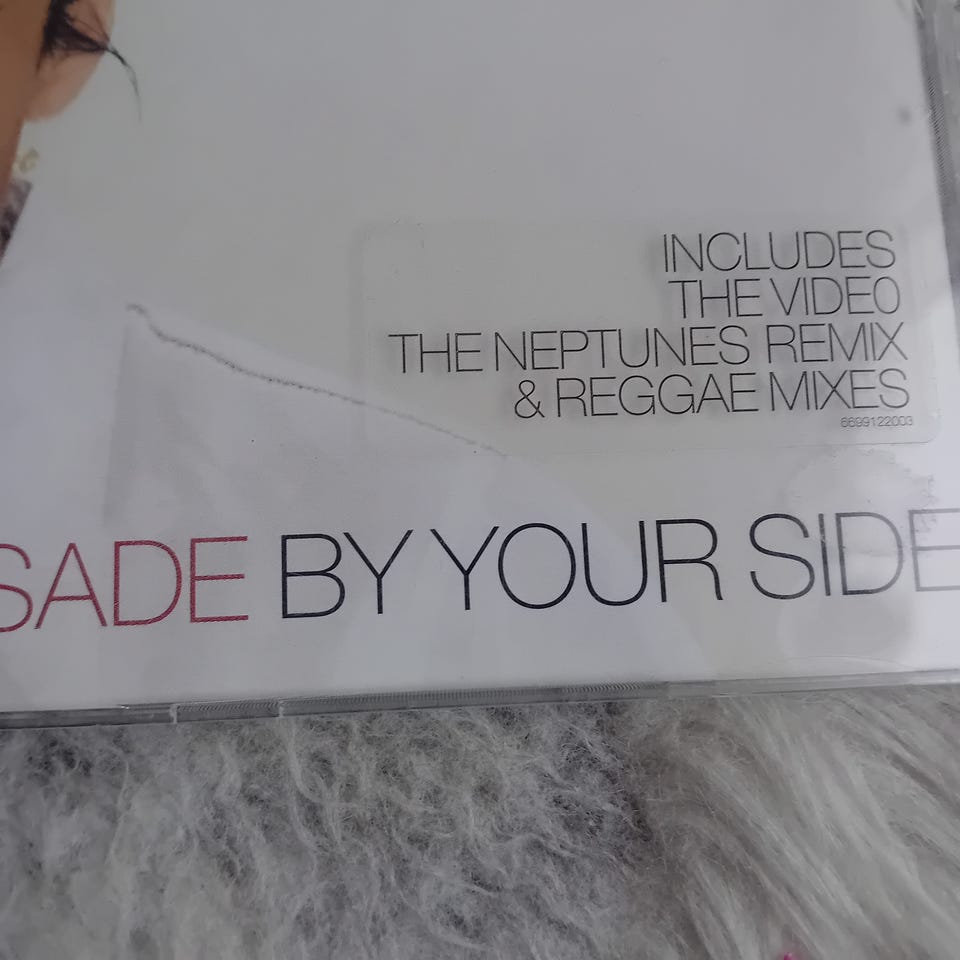 INCLUDES
THE VIDEO
THE NEPTUNES REMIX
& REGGAE MIXES
6699122003
SADE BY YOUR SIDE